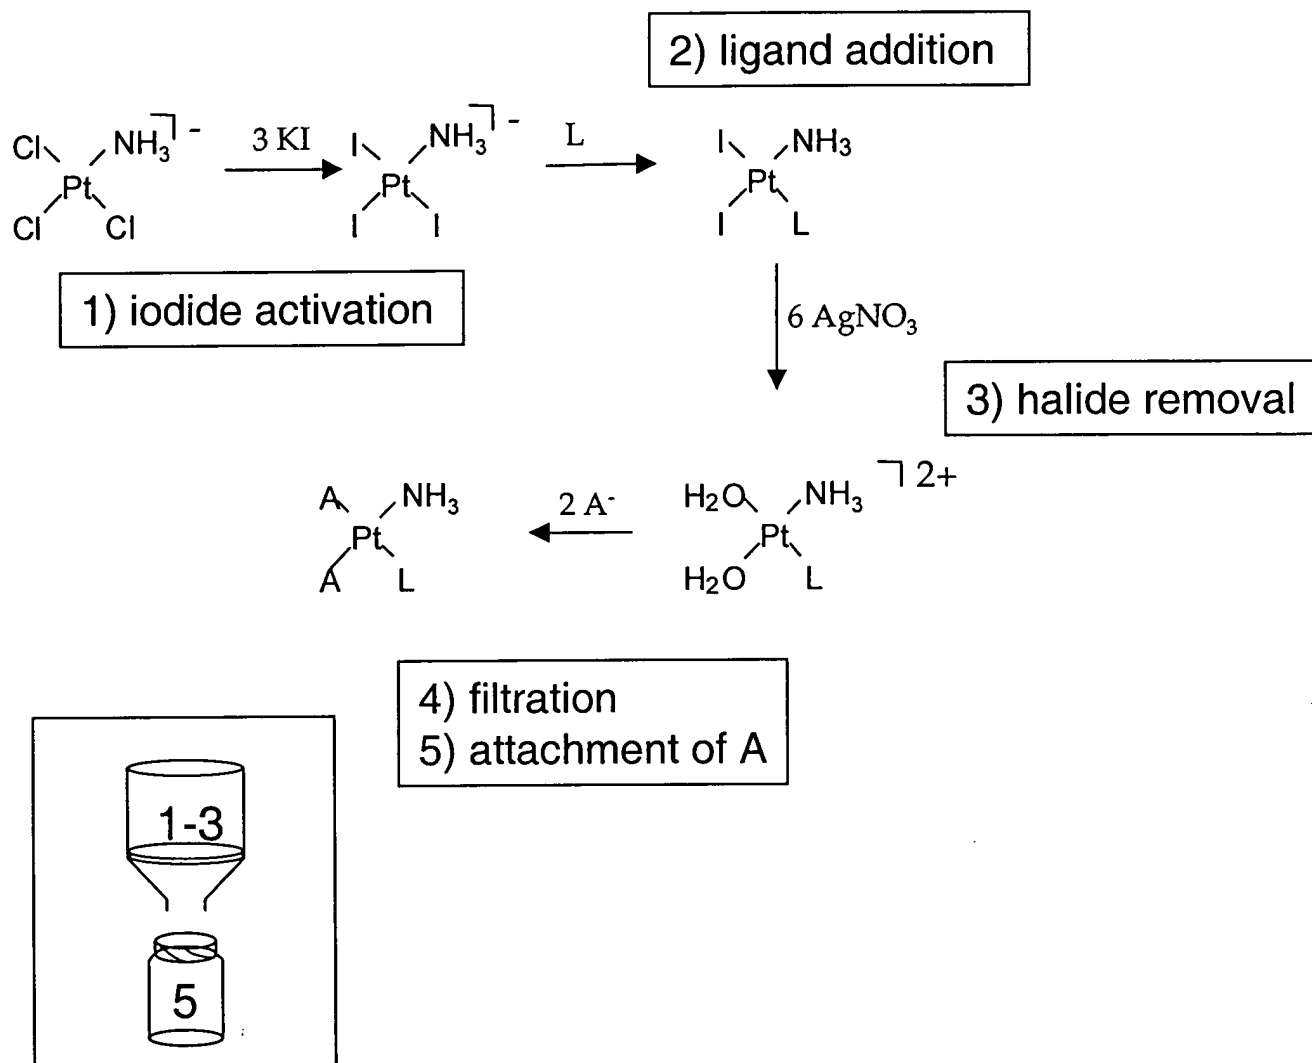 2) ligand addition
Cl NH₃ ⎤ -
Pt
Cl Cl
3 KI
I NH₃ ⎤ -
Pt
I I
L
I NH₃
Pt
I L
1) iodide activation
6 AgNO₃
3) halide removal
A NH₃
Pt
A L
2 A⁻
H₂O NH₃ ⎤ 2+
Pt
H₂O L
4) filtration
5) attachment of A
1-3
5